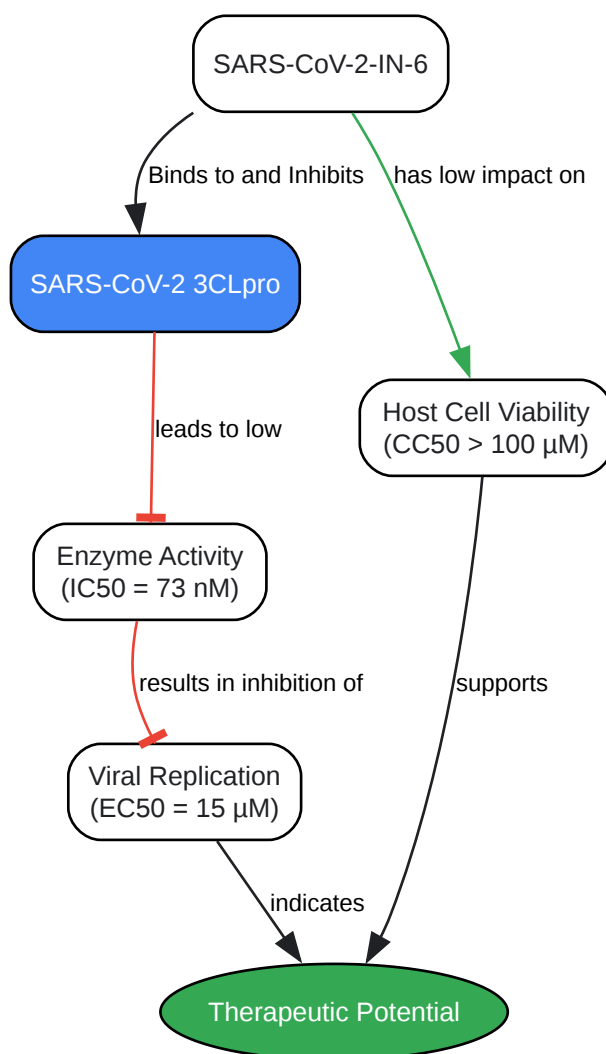 SARS-CoV-2-IN-6
Binds to and Inhibits
has low impact on
SARS-CoV-2 3CLpro
Host Cell Viability
(CC50 > 100 µM)
leads to low
Enzyme Activity
(IC50 = 73 nM)
results in inhibition of
supports
Viral Replication
(EC50 = 15 µM)
indicates
Therapeutic Potential